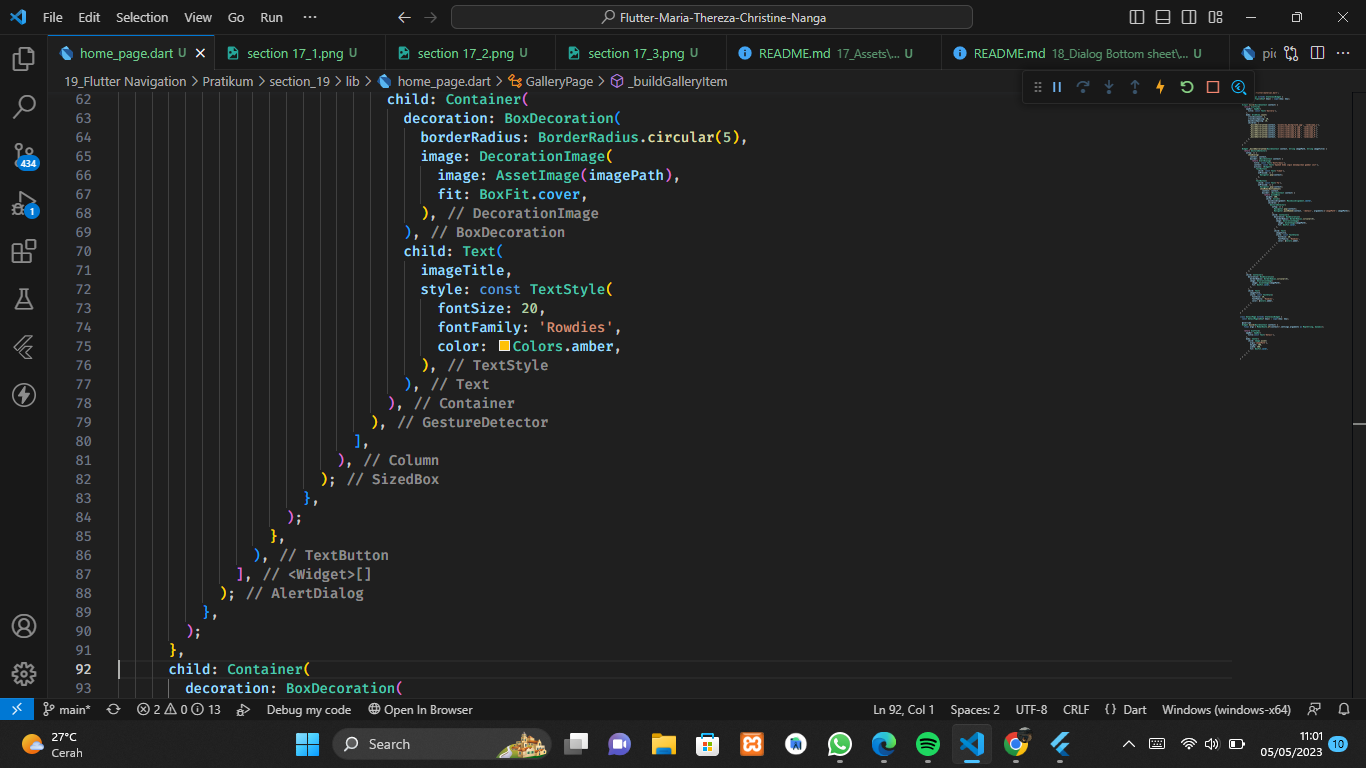 File Edit Selection View Go Run ··· Flutter-Maria-Thereza-Christine-Nanga
home_page.dart U section 17_1.png U section 17_2.png U section 17_3.png U README.md 17_Assets\... U README.md 18_Dialog Bottom sheet\... U pic
19_Flutter Navigation > Pratikum > section_19 > lib > home_page.dart > GalleryPage > _buildGalleryItem
62 child: Container(
63 decoration: BoxDecoration(
64 borderRadius: BorderRadius.circular(5),
65 image: DecorationImage(
66 image: AssetImage(imagePath),
67 fit: BoxFit.cover,
68 ), // DecorationImage
69 ), // BoxDecoration
70 child: Text(
71 imageTitle,
72 style: const TextStyle(
73 fontSize: 20,
74 fontFamily: 'Rowdies',
75 color: Colors.amber,
76 ), // TextStyle
77 ), // Text
78 ), // Container
79 ), // GestureDetector
80 ],
81 ), // Column
82 ); // SizedBox
83 },
84 );
85 },
86 ), // TextButton
87 ], // <Widget>[]
88 ); // AlertDialog
89 },
90 );
91 },
92 child: Container(
93 decoration: BoxDecoration(
434
1
main* 2 0 13 Debug my code Open In Browser Ln 92, Col 1 Spaces: 2 UTF-8 CRLF {} Dart Windows (windows-x64)
27°C
Cerah
Search
11:01
05/05/2023
10